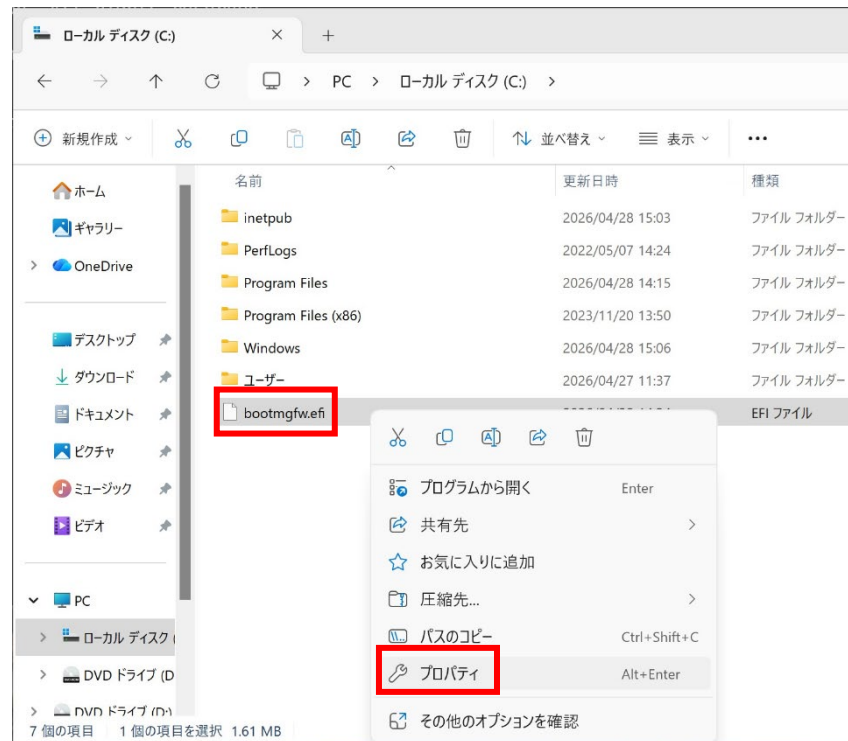 ローカル ディスク (C:)
PC > ローカル ディスク (C:) >
新規作成 並べ替え 表示 ...
名前 更新日時 種類
ホーム
ギャラリー
OneDrive
デスクトップ
ダウンロード
ドキュメント
ピクチャ
ミュージック
ビデオ
PC
ローカル ディスク (
DVD ドライブ (D
DVD ドライブ (D:)
inetpub 2026/04/28 15:03 ファイル フォルダー
PerfLogs 2022/05/07 14:24 ファイル フォルダー
Program Files 2026/04/28 14:15 ファイル フォルダー
Program Files (x86) 2023/11/20 13:50 ファイル フォルダー
Windows 2026/04/28 15:06 ファイル フォルダー
ユーザー 2026/04/27 11:37 ファイル フォルダー
bootmgfw.efi EFI ファイル
プログラムから開く Enter
共有先
お気に入りに追加
圧縮先...
パスのコピー Ctrl+Shift+C
プロパティ Alt+Enter
その他のオプションを確認
7 個の項目 1 個の項目を選択 1.61 MB